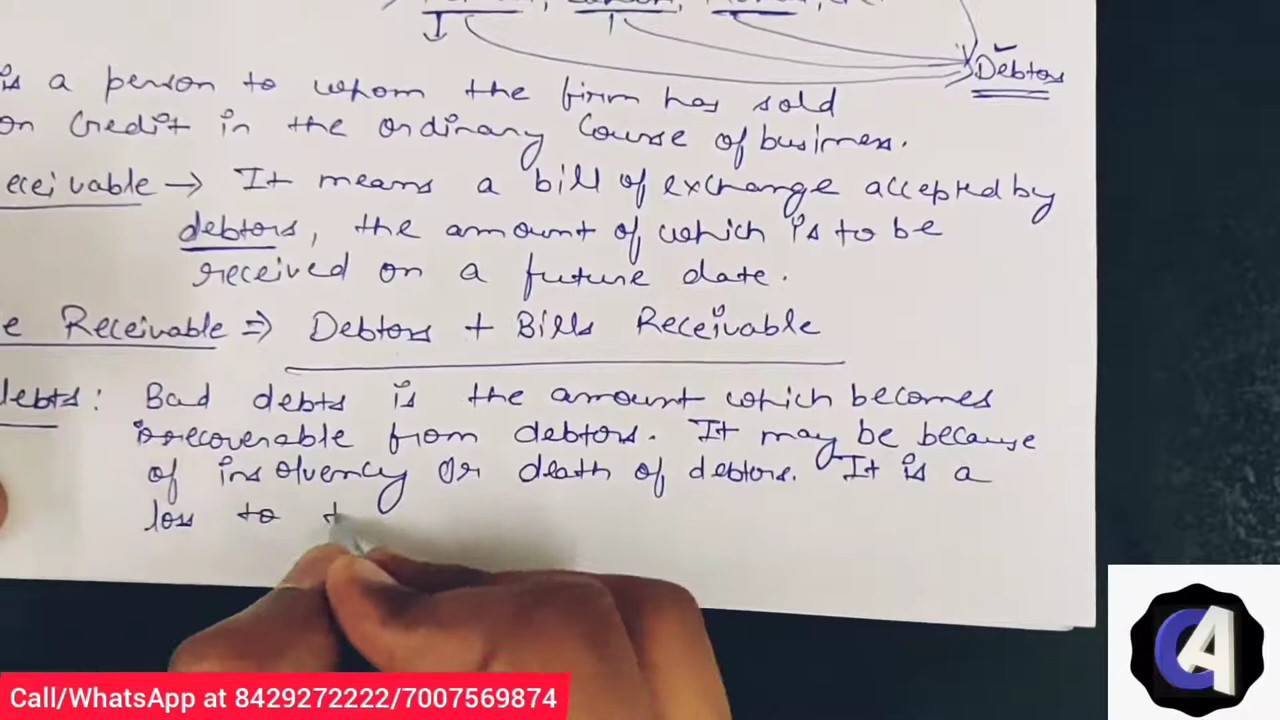 Debtors
is a person to whom the firm has sold
on Credit in the ordinary Course of business.
eceivable → It means a bill of exchange accepted by
debtors, the amount of which is to be
received on a future date.
e Receivable ⇒ Debtors + Bills Receivable
debts: Bad debts is the amount which becomes
irrecoverable from debtors. It may be because
of insolvency or death of debtors. It is a
loss to t
CA
Call/WhatsApp at 8429272222/7007569874